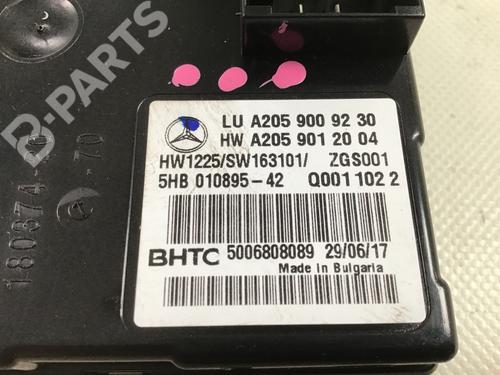 B-PARTS
LU A205 900 92 30
HW A205 901 20 04
HW1225/SW163101/ ZGS001
5HB 010895-42 Q001 102 2
BHTC 5006808089 29/06/17
Made in Bulgaria
-70